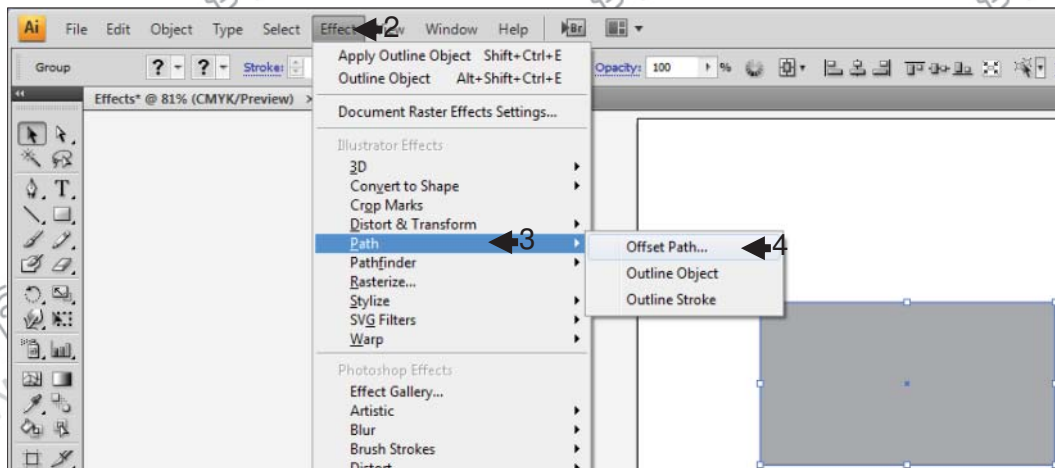 Ai File Edit Object Type Select Effect 2 Window Help Br
Group ? ? Stroke: Opacity: 100 %
Effects* @ 81% (CMYK/Preview) ×
Apply Outline Object Shift+Ctrl+E
Outline Object Alt+Shift+Ctrl+E
Document Raster Effects Settings...
Illustrator Effects
3D
Convert to Shape
Crop Marks
Distort & Transform
Path 3
Offset Path... 4
Outline Object
Outline Stroke
Pathfinder
Rasterize...
Stylize
SVG Filters
Warp
Photoshop Effects
Effect Gallery...
Artistic
Blur
Brush Strokes
Distort